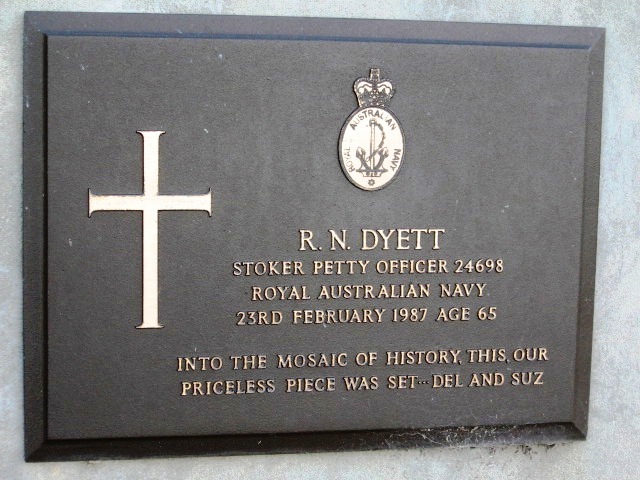 ROYAL AUSTRALIAN NAVY
R. N. DYETT
STOKER PETTY OFFICER 24698
ROYAL AUSTRALIAN NAVY
23RD FEBRUARY 1987 AGE 65
INTO THE MOSAIC OF HISTORY, THIS, OUR
PRICELESS PIECE WAS SET... DEL AND SUZ